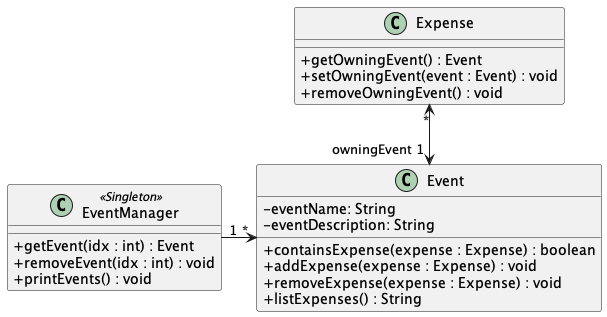 C Expense
+getOwningEvent() : Event
+setOwningEvent(event : Event) : void
+removeOwningEvent() : void
*
owningEvent 1
C «Singleton»
EventManager
+getEvent(idx : int) : Event
+removeEvent(idx : int) : void
+printEvents() : void
1 *
C Event
−eventName: String
−eventDescription: String
+containsExpense(expense : Expense) : boolean
+addExpense(expense : Expense) : void
+removeExpense(expense : Expense) : void
+listExpenses() : String